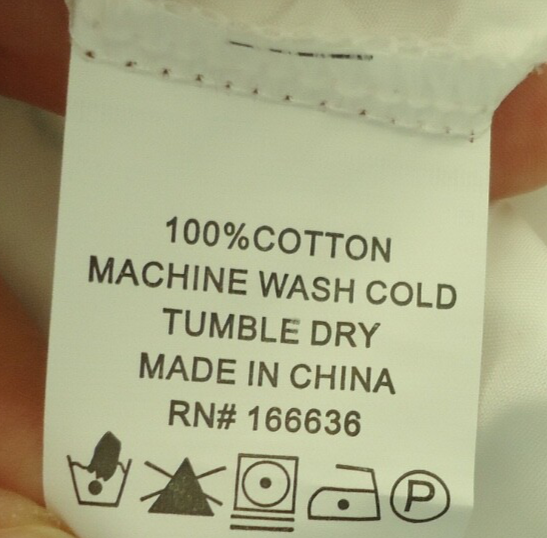 100%COTTON
MACHINE WASH COLD
TUMBLE DRY
MADE IN CHINA
RN# 166636
P